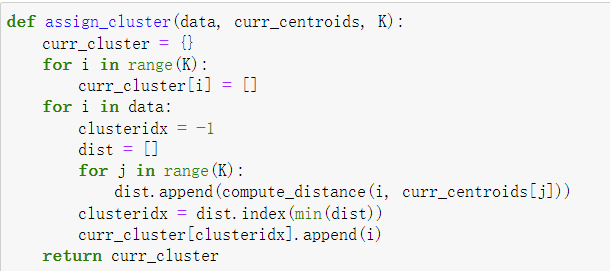 def assign_cluster(data, curr_centroids, K):
    curr_cluster = {}
    for i in range(K):
        curr_cluster[i] = []
    for i in data:
        clusteridx = -1
        dist = []
        for j in range(K):
            dist.append(compute_distance(i, curr_centroids[j]))
        clusteridx = dist.index(min(dist))
        curr_cluster[clusteridx].append(i)
    return curr_cluster